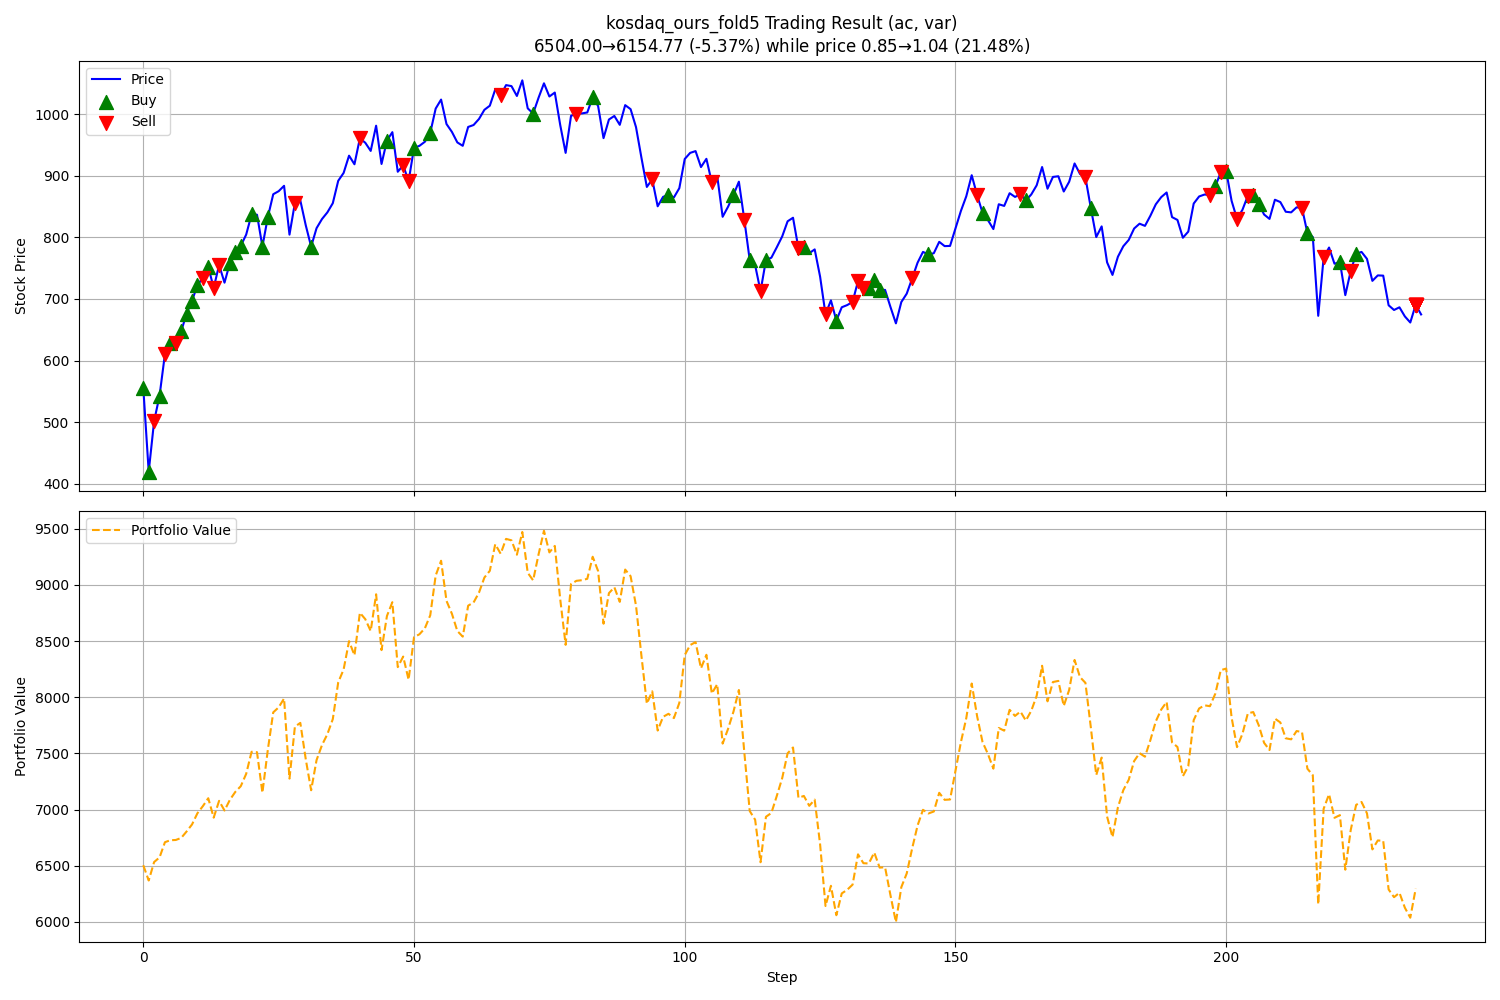 kosdaq_ours_fold5 Trading Result (ac, var)
6504.00→6154.77 (-5.37%) while price 0.85→1.04 (21.48%)
Price
Buy
Sell
Stock Price
1000
900
800
700
600
500
400
Portfolio Value
Portfolio Value
9500
9000
8500
8000
7500
7000
6500
6000
0
50
100
150
200
Step